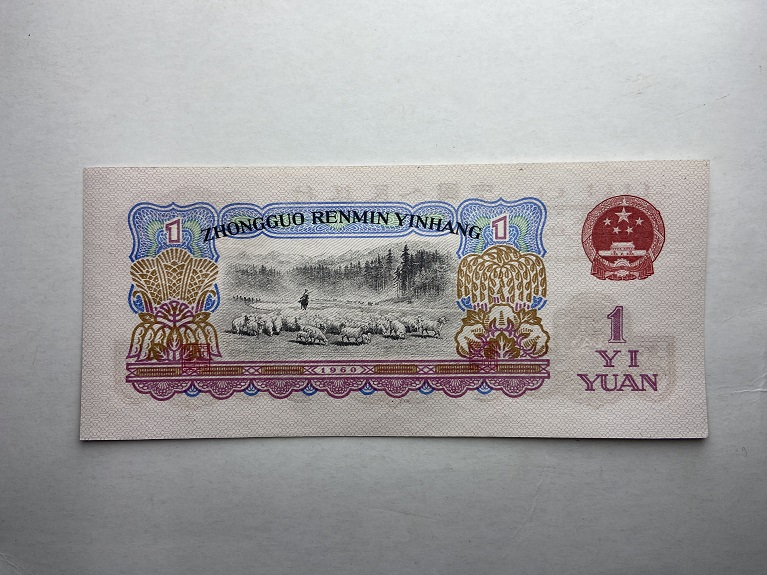 1 ZHONGGUO RENMIN YINHANG 1
1
YI
YUAN
1960